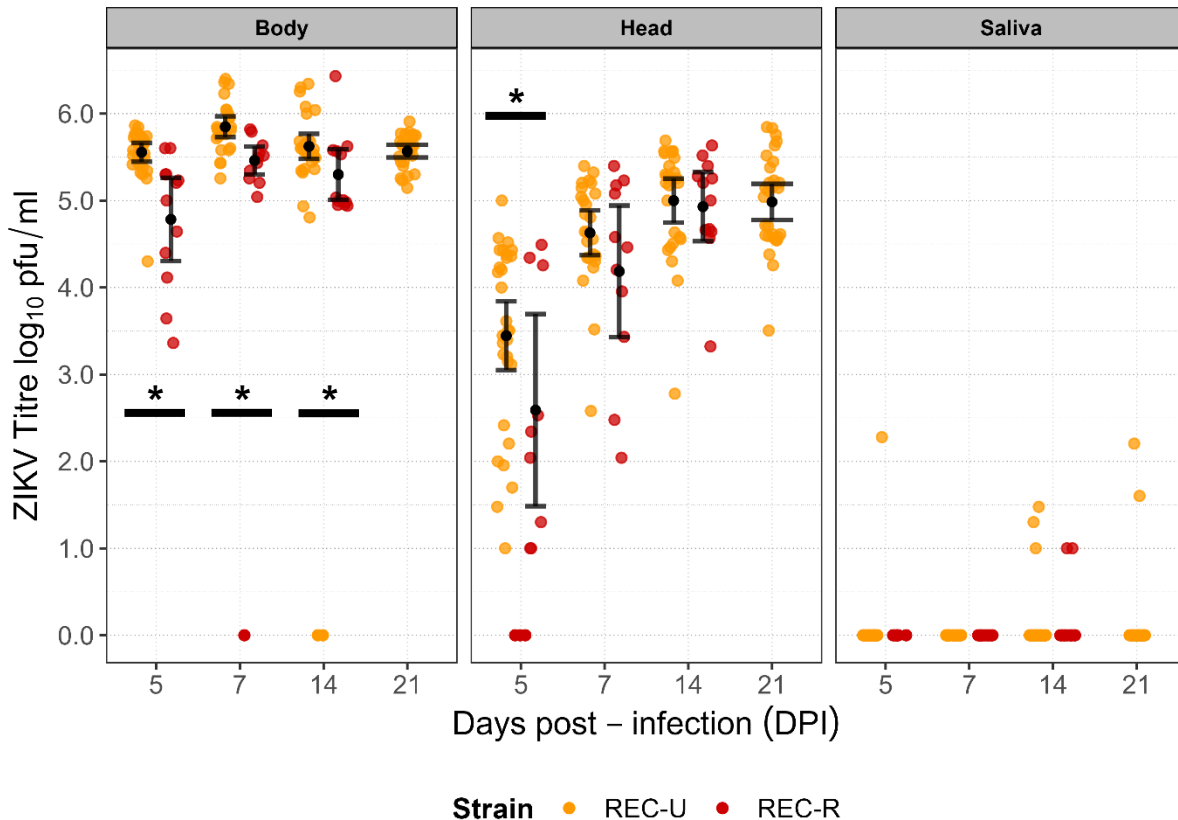 Body Head Saliva
*
6.0
5.0
4.0
3.0
* * *
2.0
1.0
0.0
5 7 14 21 5 7 14 21 5 7 14 21
ZIKV Titre log₁₀ pfu/ml
Days post – infection (DPI)
Strain REC-U REC-R